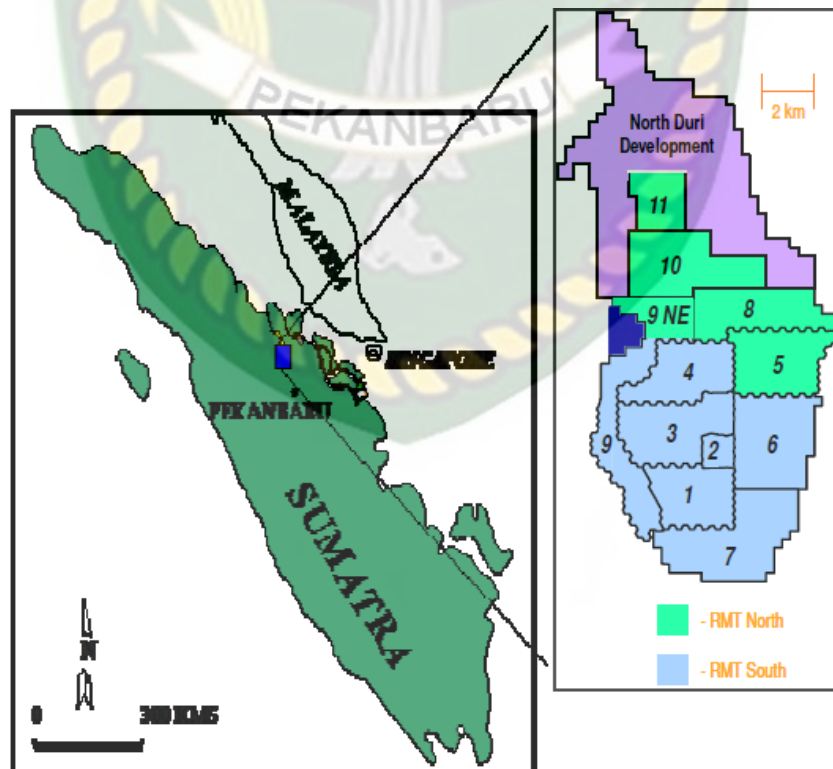 PEKANBARU
MALAYSIA
SINGAPORE
PEKANBARU
SUMATRA
N
0 300 KMS
2 km
North Duri
Development
11
10
9 NE
8
5
4
3
2
6
9
1
7
- RMT North
- RMT South